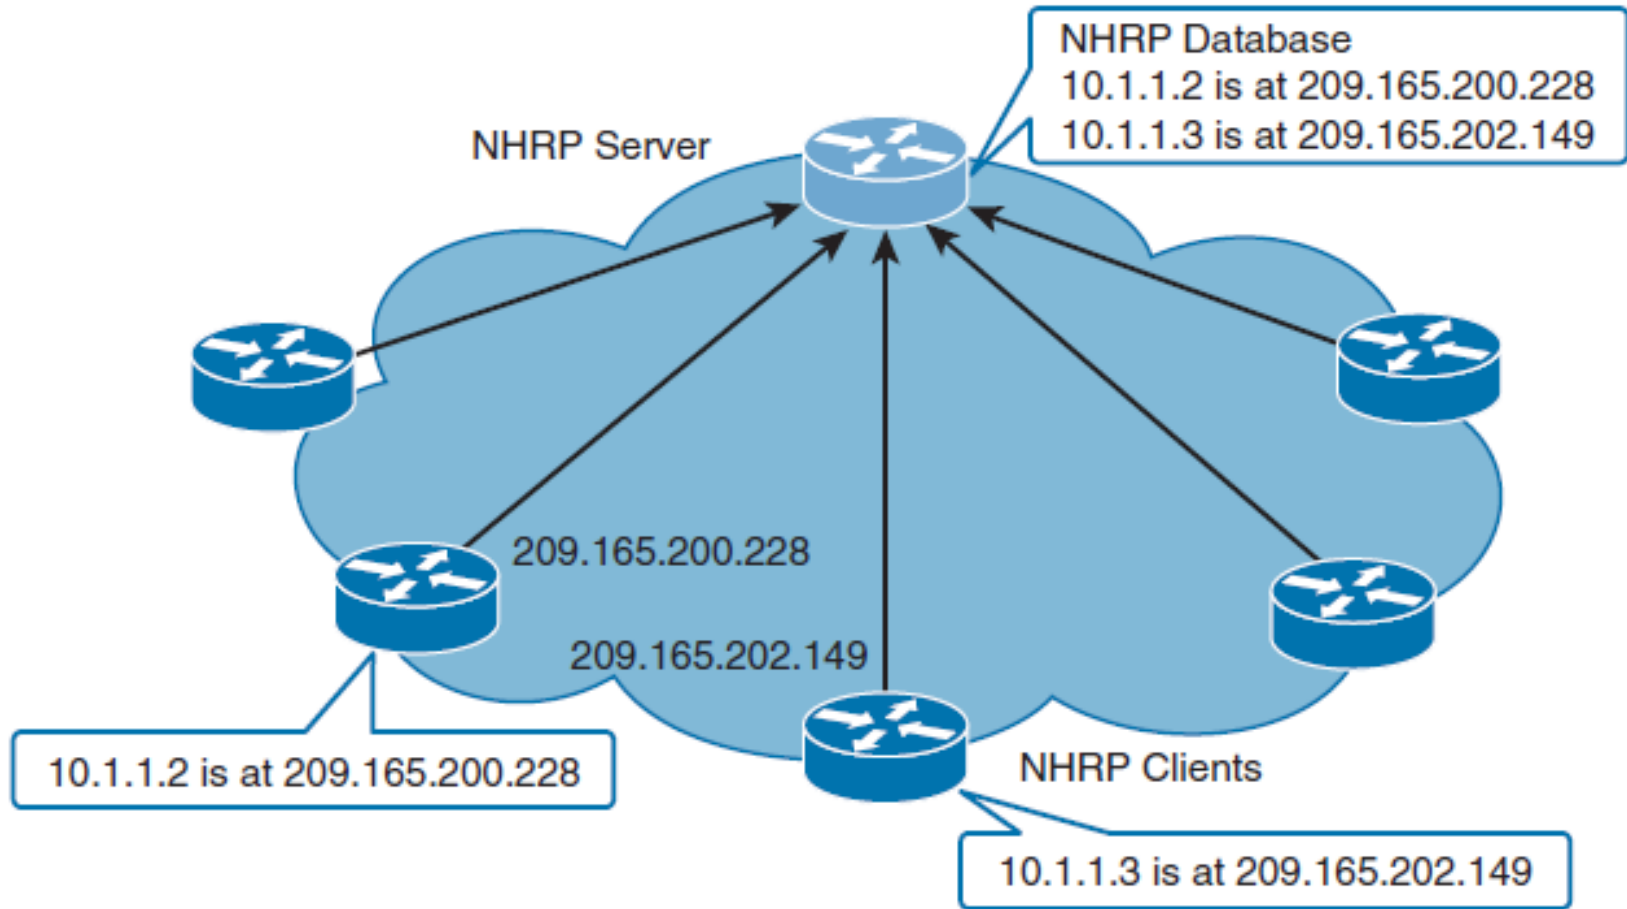 NHRP Database
10.1.1.2 is at 209.165.200.228
10.1.1.3 is at 209.165.202.149
NHRP Server
209.165.200.228
209.165.202.149
10.1.1.2 is at 209.165.200.228
NHRP Clients
10.1.1.3 is at 209.165.202.149